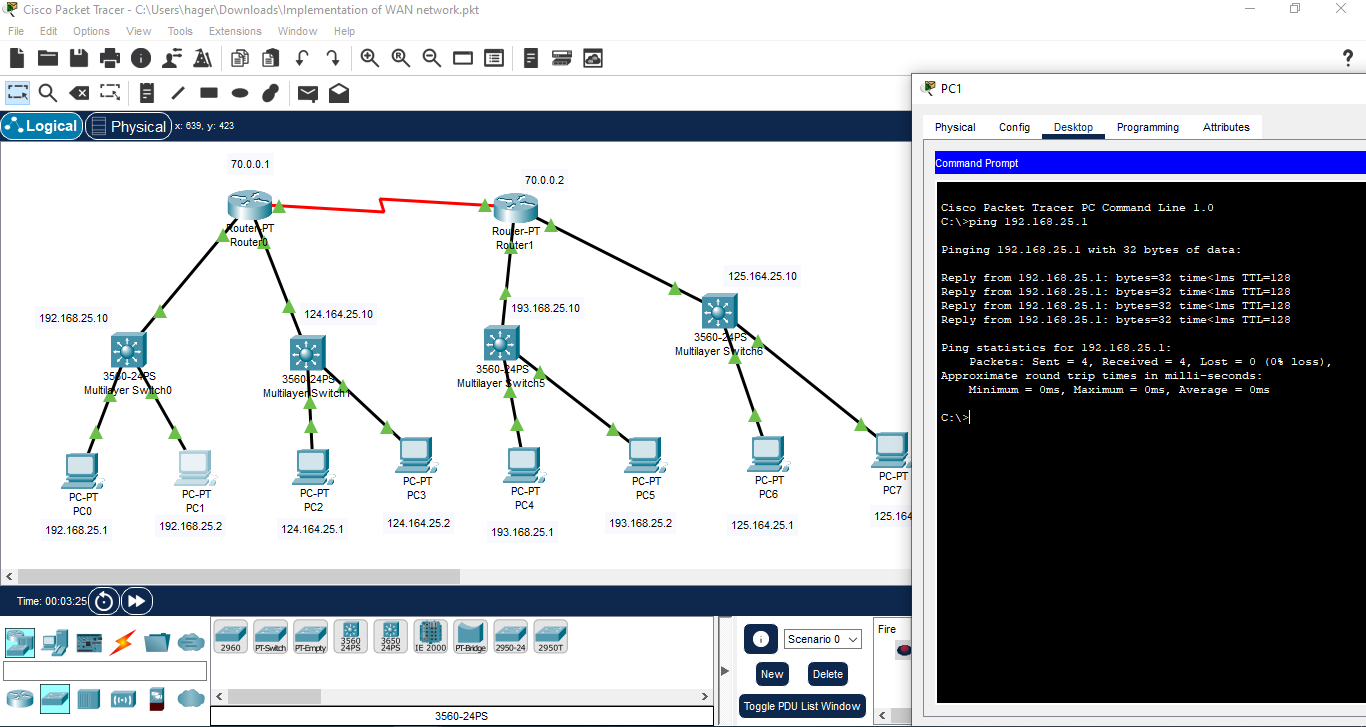 Cisco Packet Tracer - C:\Users\hager\Downloads\Implementation of WAN network.pkt
File Edit Options View Tools Extensions Window Help
Logical Physical x: 639, y: 423
70.0.0.1
70.0.0.2
Router-PT
Router0
Router-PT
Router1
125.164.25.10
192.168.25.10
124.164.25.10
193.168.25.10
3560-24PS
Multilayer Switch0
3560-24PS
Multilayer Switch1
3560-24PS
Multilayer Switch5
3560-24PS
Multilayer Switch6
PC-PT
PC0
192.168.25.1
PC-PT
PC1
192.168.25.2
PC-PT
PC2
124.164.25.1
PC-PT
PC3
124.164.25.2
PC-PT
PC4
193.168.25.1
PC-PT
PC5
193.168.25.2
PC-PT
PC6
125.164.25.1
PC-PT
PC7
125.164
PC1
Physical Config Desktop Programming Attributes
Command Prompt
Cisco Packet Tracer PC Command Line 1.0
C:\>ping 192.168.25.1
Pinging 192.168.25.1 with 32 bytes of data:
Reply from 192.168.25.1: bytes=32 time<1ms TTL=128
Reply from 192.168.25.1: bytes=32 time<1ms TTL=128
Reply from 192.168.25.1: bytes=32 time<1ms TTL=128
Reply from 192.168.25.1: bytes=32 time<1ms TTL=128
Ping statistics for 192.168.25.1:
Packets: Sent = 4, Received = 4, Lost = 0 (0% loss),
Approximate round trip times in milli-seconds:
Minimum = 0ms, Maximum = 0ms, Average = 0ms
C:\>
Time: 00:03:25
2960 PT-Switch PT-Empty 3560 24PS 3650 24PS IE 2000 PT-Bridge 2950-24 2950T
3560-24PS
Scenario 0
New Delete
Toggle PDU List Window
Fire